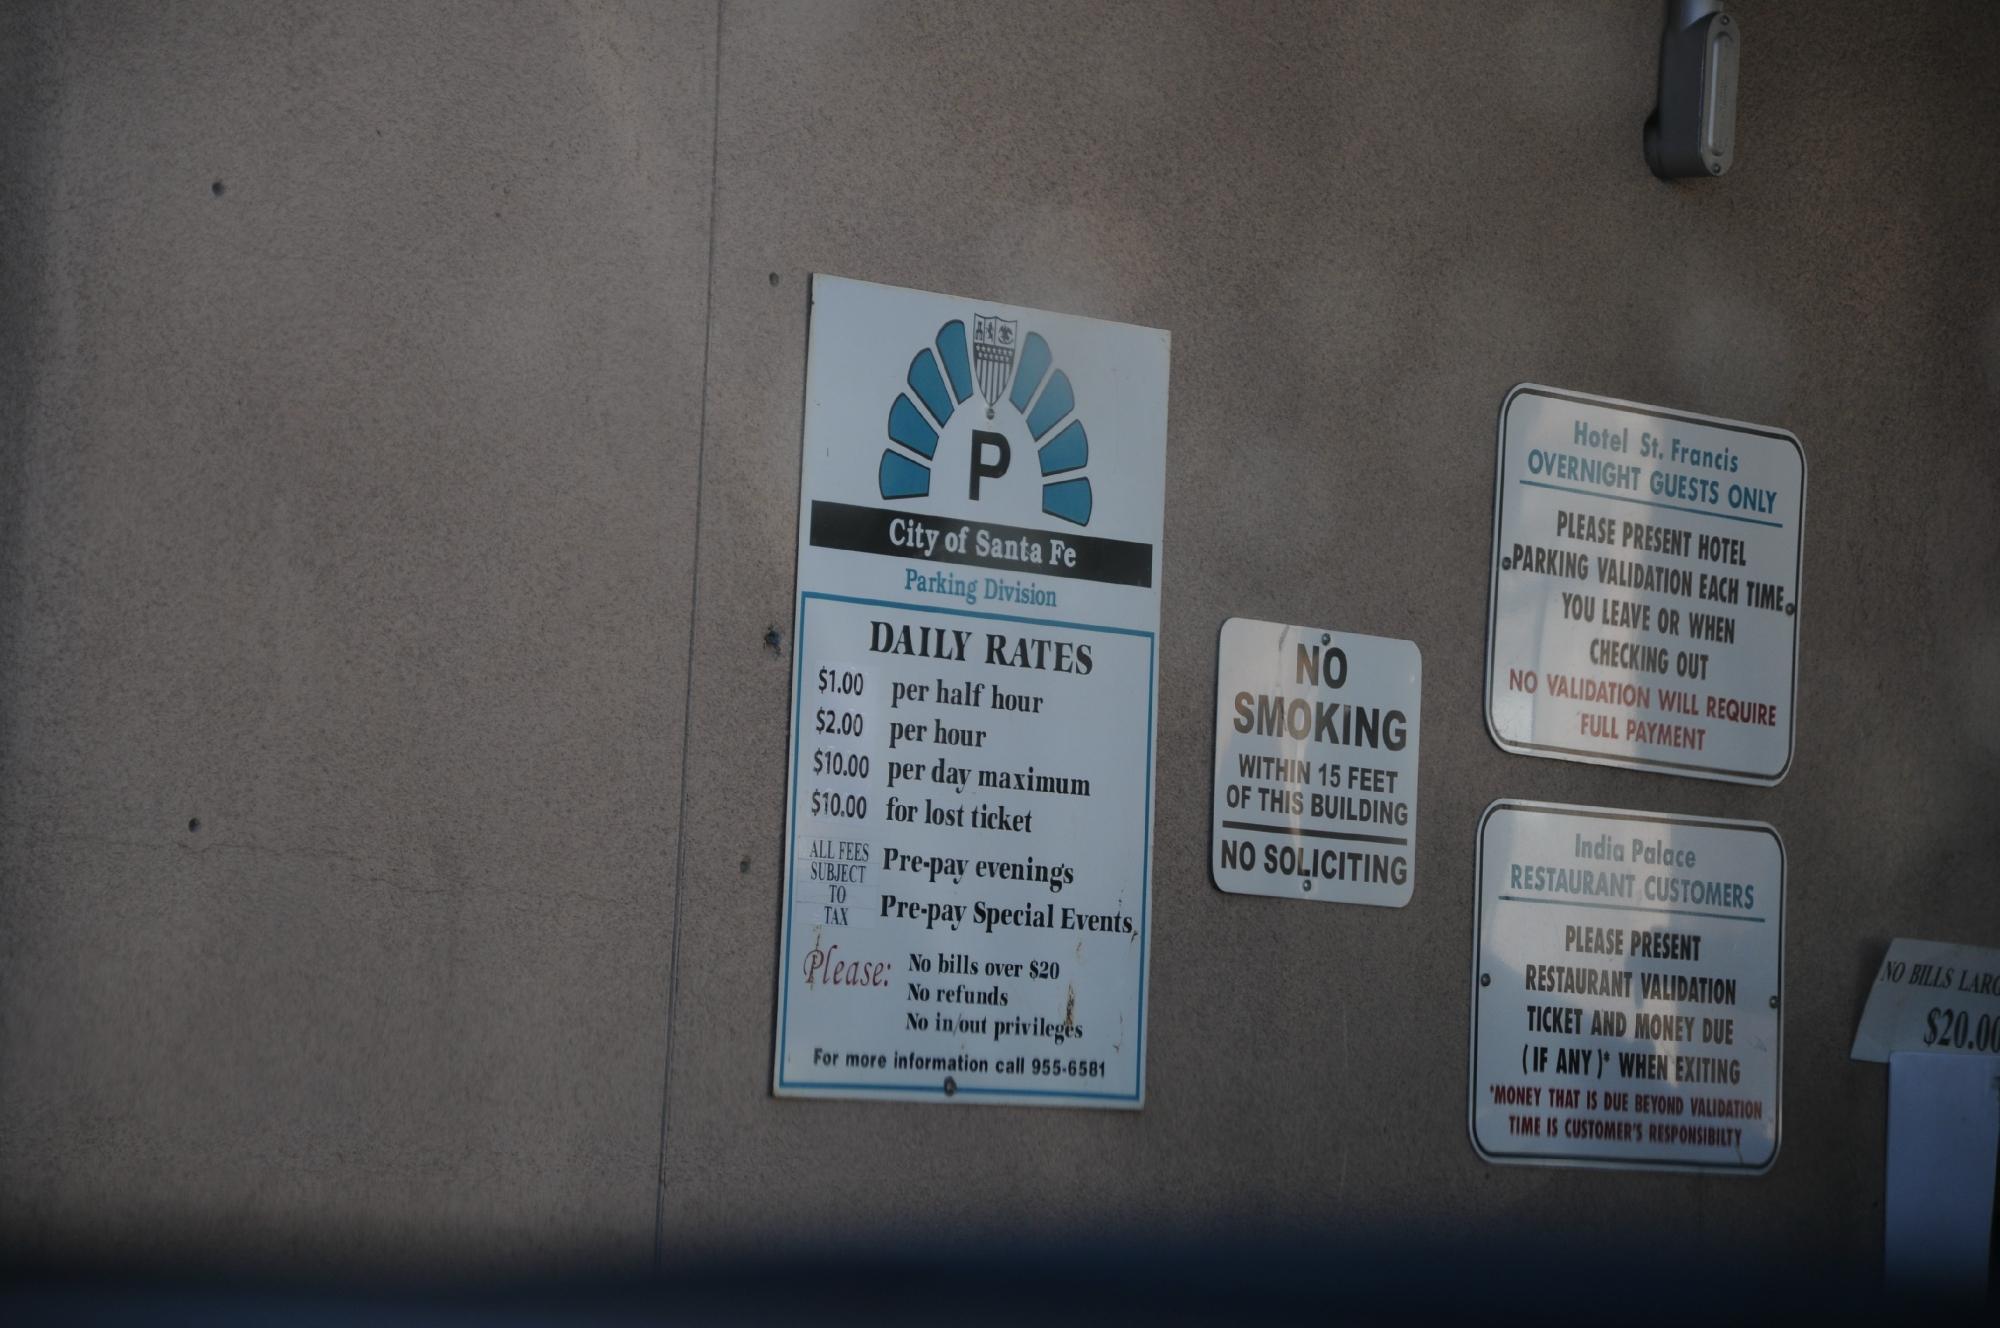 P
City of Santa Fe
Parking Division
DAILY RATES
$1.00 per half hour
$2.00 per hour
$10.00 per day maximum
$10.00 for lost ticket
ALL FEES
SUBJECT
TO
TAX
Pre-pay evenings
Pre-pay Special Events
Please:
No bills over $20
No refunds
No in/out privileges
For more information call 955-6581
NO
SMOKING
WITHIN 15 FEET
OF THIS BUILDING
NO SOLICITING
Hotel St. Francis
OVERNIGHT GUESTS ONLY
PLEASE PRESENT HOTEL
PARKING VALIDATION EACH TIME
YOU LEAVE OR WHEN
CHECKING OUT
NO VALIDATION WILL REQUIRE
FULL PAYMENT
India Palace
RESTAURANT CUSTOMERS
PLEASE PRESENT
RESTAURANT VALIDATION
TICKET AND MONEY DUE
(IF ANY)* WHEN EXITING
*MONEY THAT IS DUE BEYOND VALIDATION
TIME IS CUSTOMER'S RESPONSIBILTY
NO BILLS
$20.00